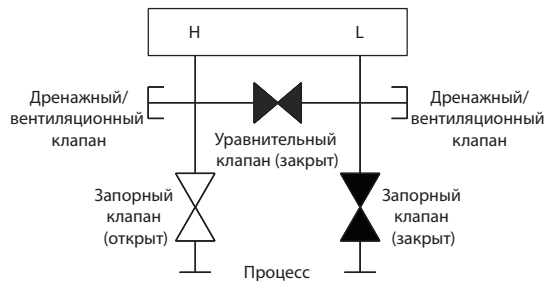 H
L
Дренажный/
вентиляционный
клапан
Дренажный/
вентиляционный
клапан
Уравнительный
клапан (закрыт)
Запорный
клапан
(открыт)
Запорный
клапан
(закрыт)
Процесс